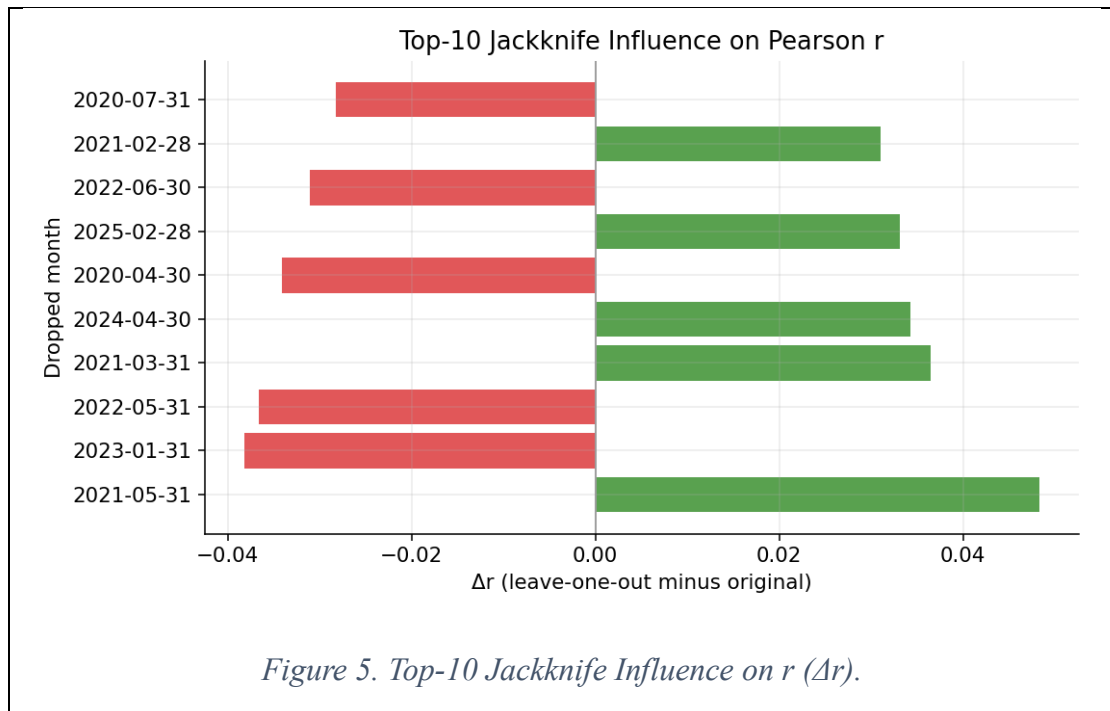 Top-10 Jackknife Influence on Pearson r
Dropped month
2020-07-31
2021-02-28
2022-06-30
2025-02-28
2020-04-30
2024-04-30
2021-03-31
2022-05-31
2023-01-31
2021-05-31
−0.04 −0.02 0.00 0.02 0.04
Δr (leave-one-out minus original)
Figure 5. Top-10 Jackknife Influence on r (Δr).